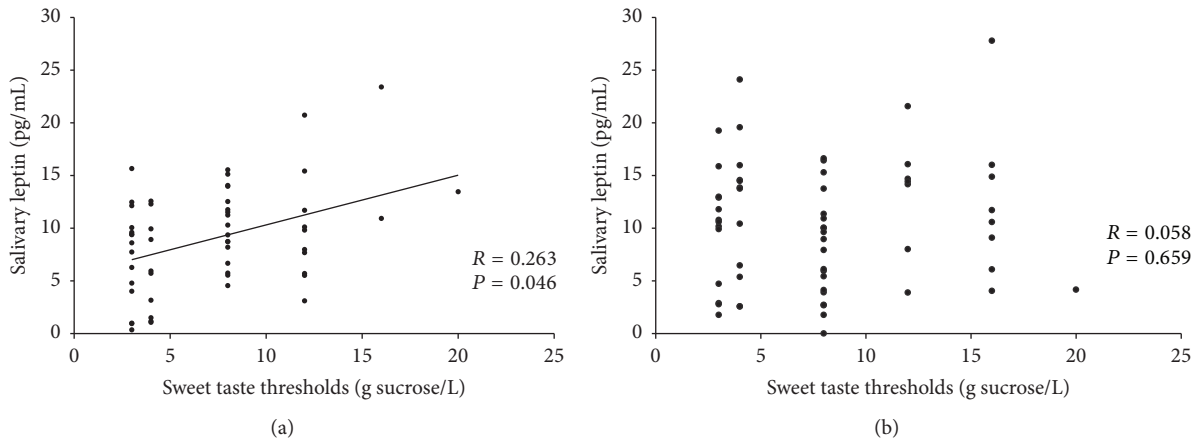 30
25
20
15
10
5
0
Salivary leptin (pg/mL)
R = 0.263
P = 0.046
0 5 10 15 20 25
Sweet taste thresholds (g sucrose/L)
(a)
30
25
20
15
10
5
0
Salivary leptin (pg/mL)
R = 0.058
P = 0.659
0 5 10 15 20 25
Sweet taste thresholds (g sucrose/L)
(b)